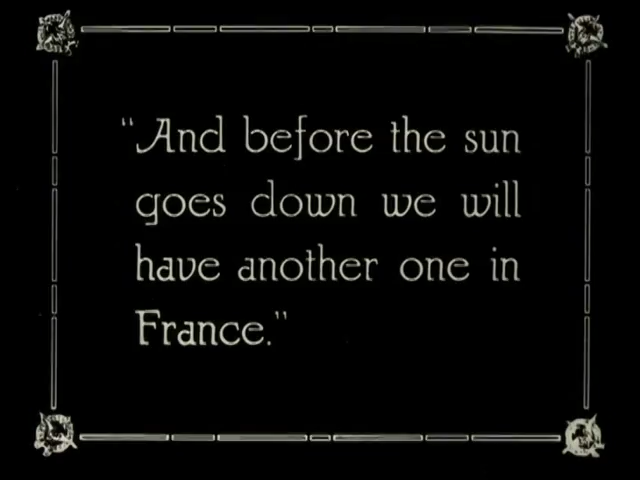 "And before the sun
goes down we will
have another one in
France."